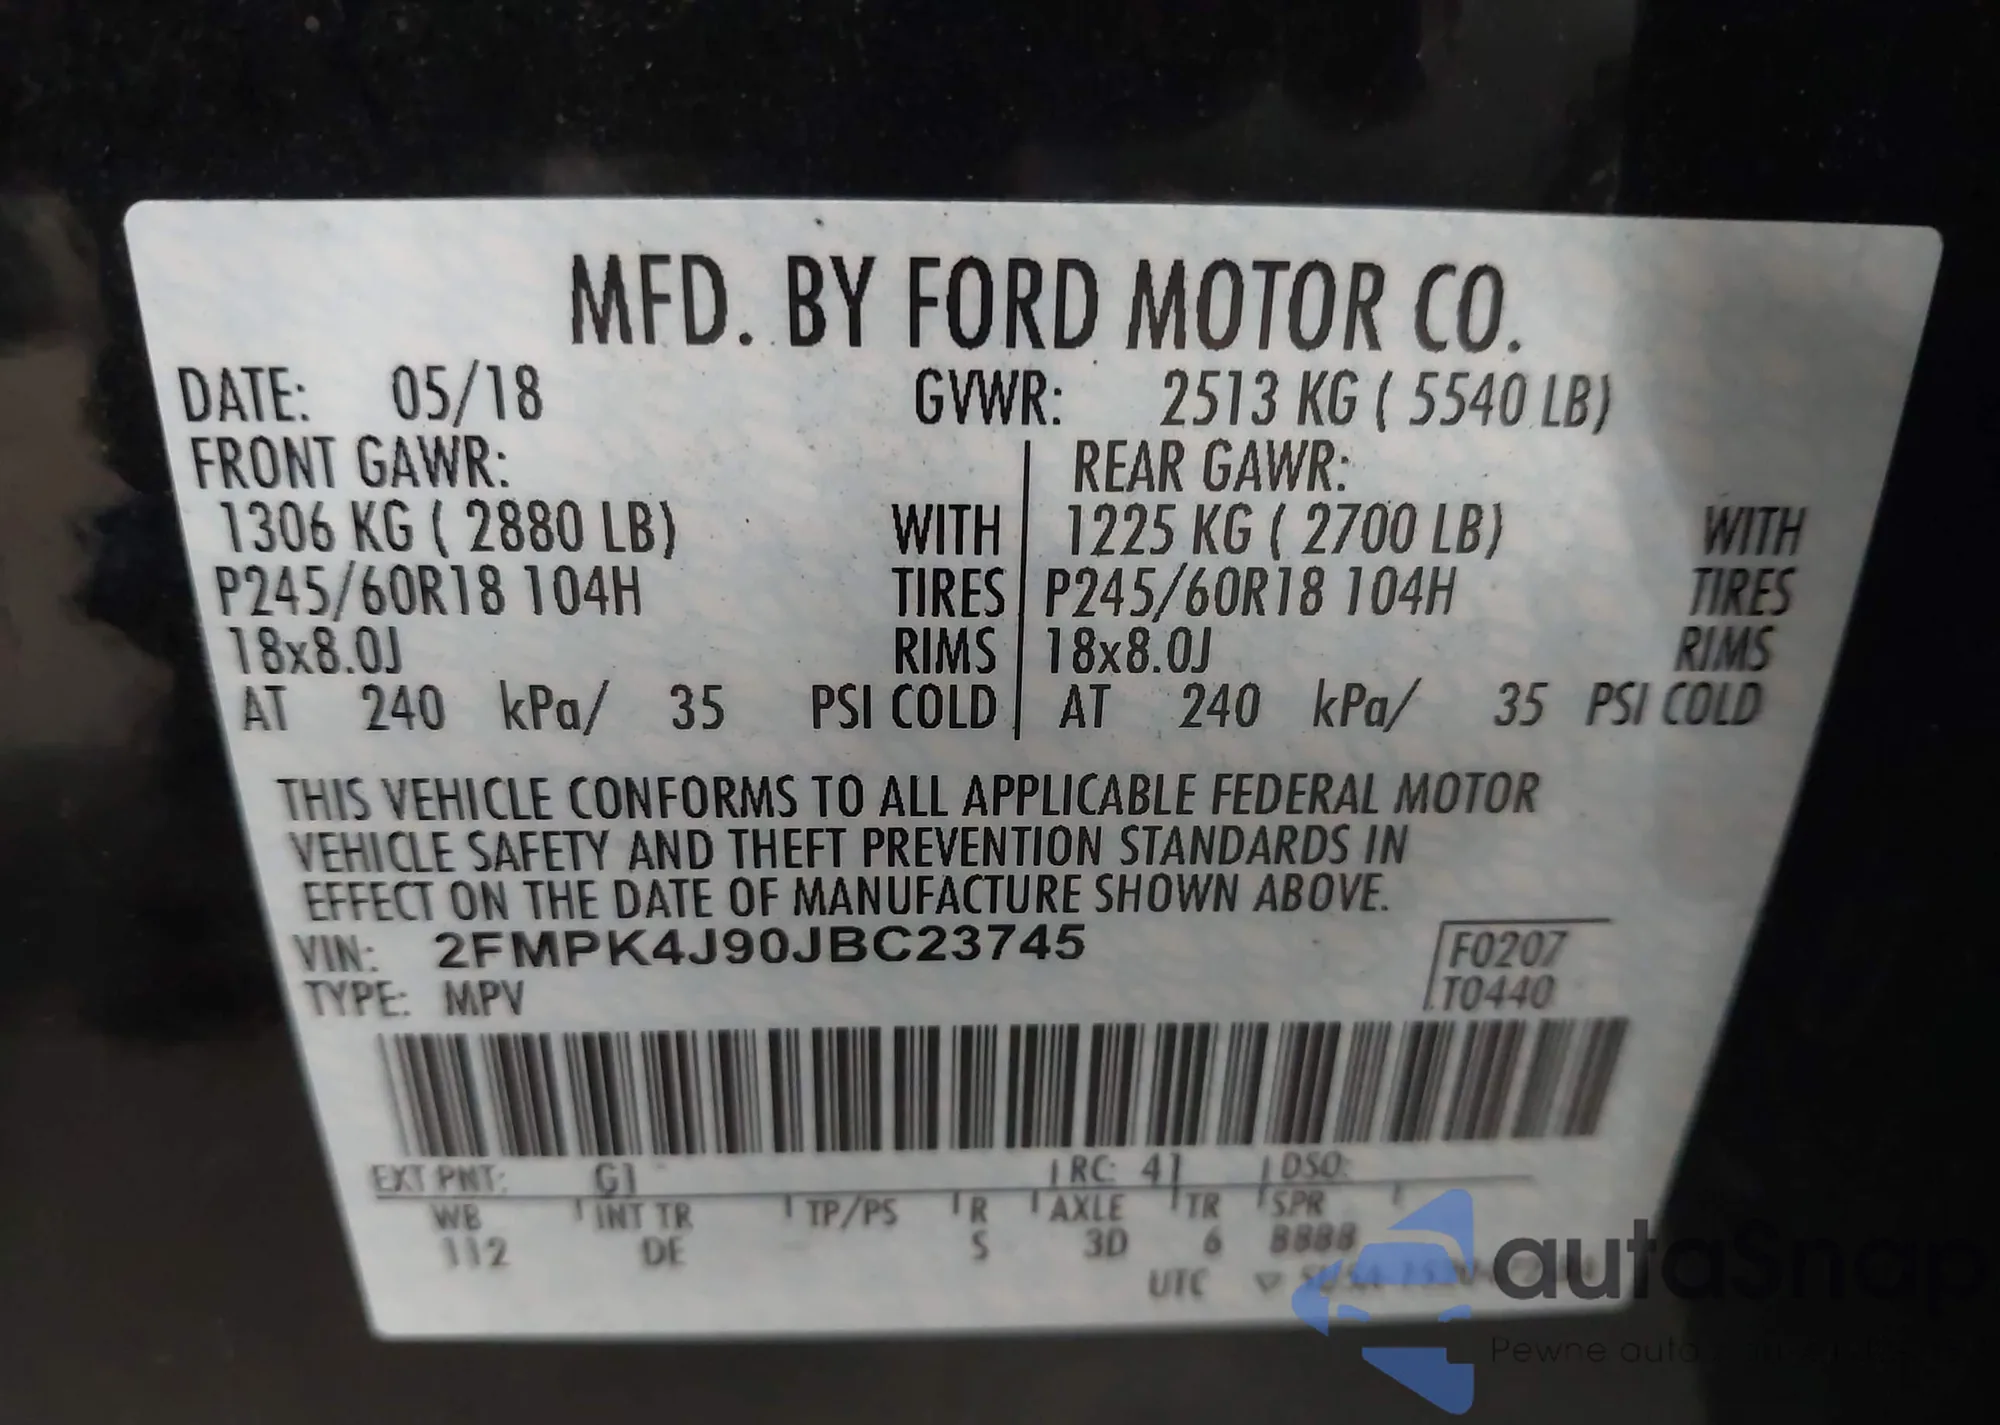 MFD. BY FORD MOTOR CO.
DATE: 05/18 GVWR: 2513 KG ( 5540 LB)
FRONT GAWR: REAR GAWR:
1306 KG ( 2880 LB) WITH 1225 KG ( 2700 LB) WITH
P245/60R18 104H TIRES P245/60R18 104H TIRES
18x8.0J RIMS 18x8.0J RIMS
AT 240 kPa/ 35 PSI COLD AT 240 kPa/ 35 PSI COLD
THIS VEHICLE CONFORMS TO ALL APPLICABLE FEDERAL MOTOR
VEHICLE SAFETY AND THEFT PREVENTION STANDARDS IN
EFFECT ON THE DATE OF MANUFACTURE SHOWN ABOVE.
VIN: 2FMPK4J90JBC23745 F0207
TYPE: MPV T0440
EXT PNT: G1 RC: 41 DSO:
WB INT TR TP/PS R AXLE TR SPR
112 DE S 3D 6 BBBB
UTC
autaSnap
Pewne auto